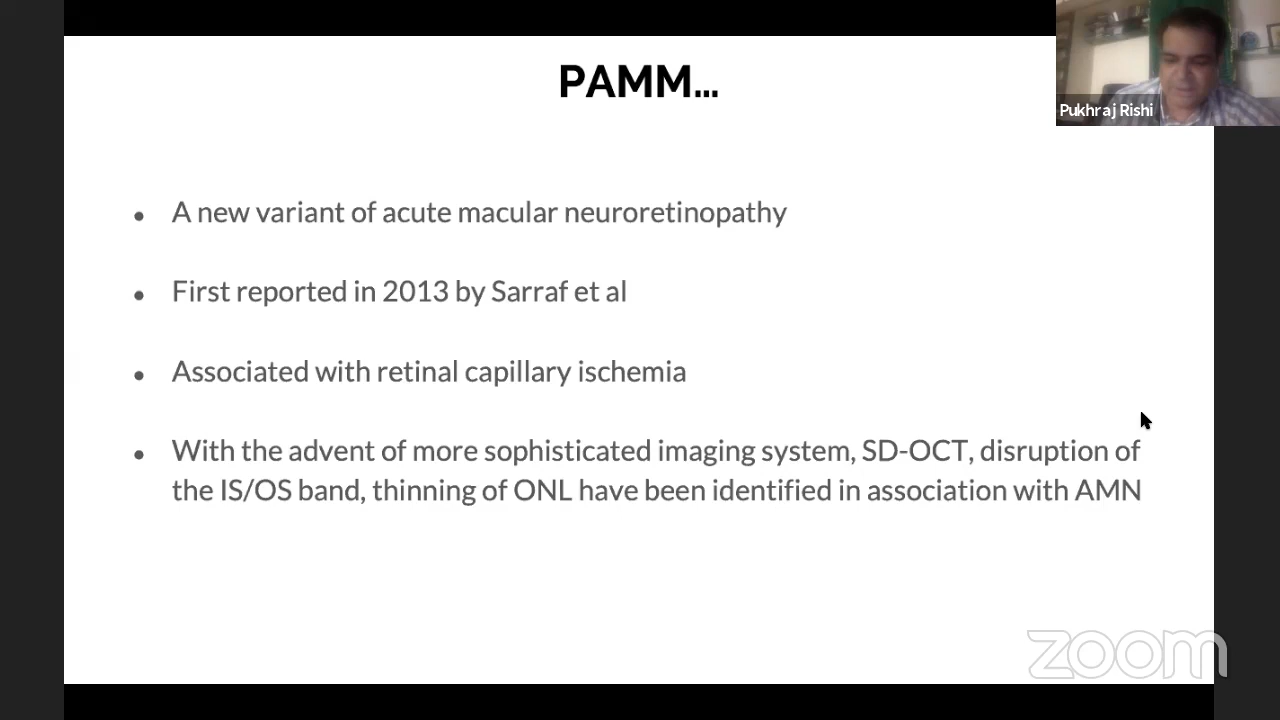 PAMM...
Pukhraj Rishi
● A new variant of acute macular neuroretinopathy
● First reported in 2013 by Sarraf et al
● Associated with retinal capillary ischemia
● With the advent of more sophisticated imaging system, SD-OCT, disruption of
the IS/OS band, thinning of ONL have been identified in association with AMN
zoom